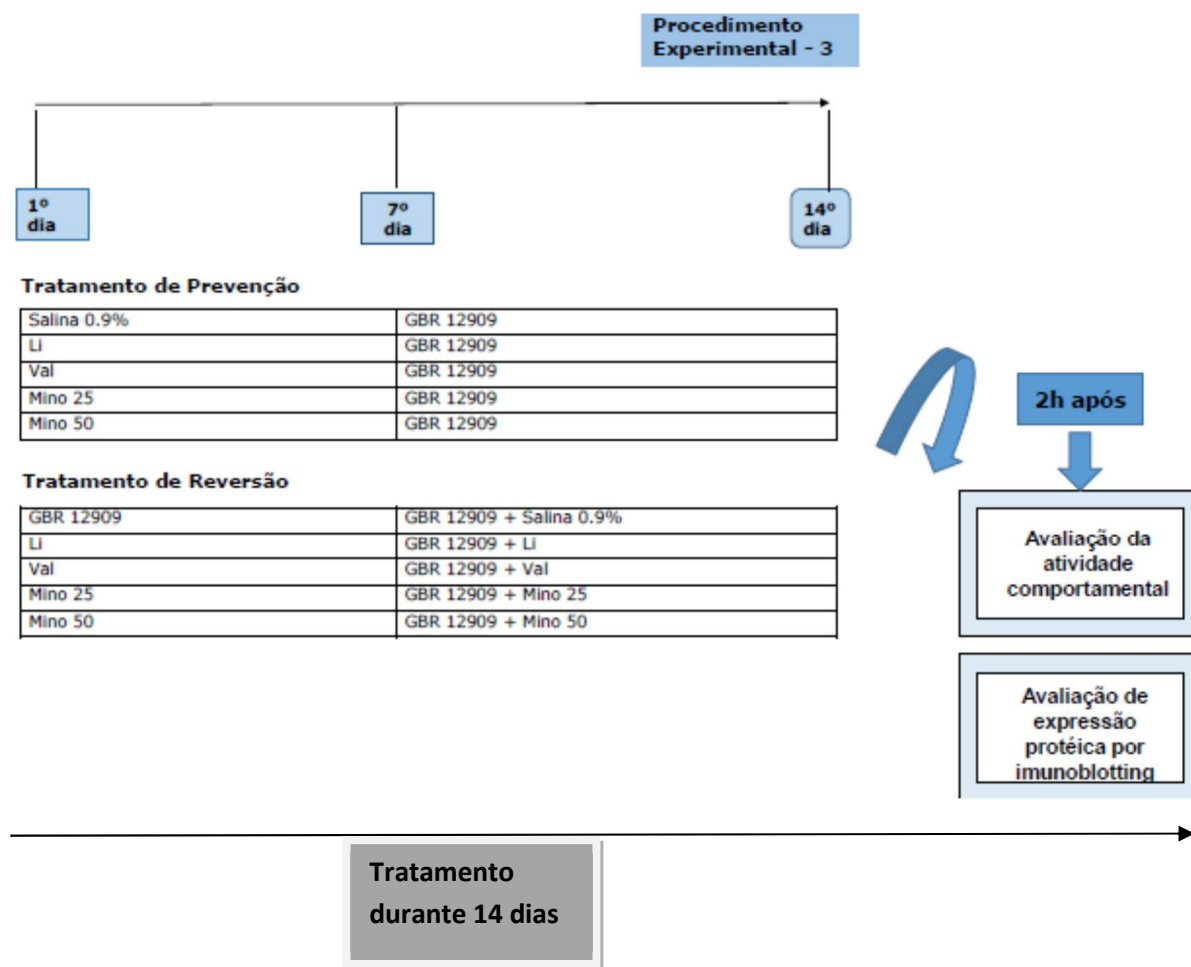 Procedimento
Experimental - 3
1º
dia
7º
dia
14º
dia
Tratamento de Prevenção
Salina 0.9% GBR 12909
Li GBR 12909
Val GBR 12909
Mino 25 GBR 12909
Mino 50 GBR 12909
2h após
Tratamento de Reversão
GBR 12909 GBR 12909 + Salina 0.9%
Li GBR 12909 + Li
Val GBR 12909 + Val
Mino 25 GBR 12909 + Mino 25
Mino 50 GBR 12909 + Mino 50
Avaliação da
atividade
comportamental
Avaliação de
expressão
protéica por
imunoblotting
Tratamento
durante 14 dias